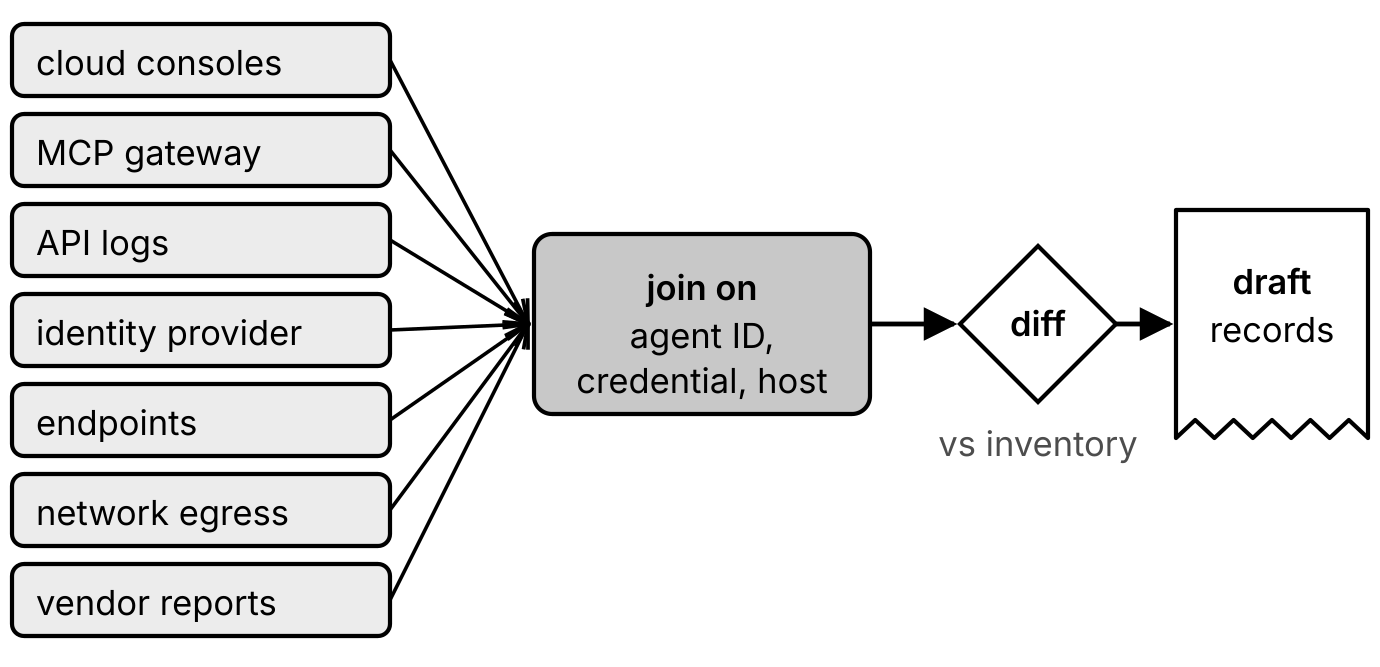 cloud consoles
MCP gateway
API logs
identity provider
endpoints
network egress
vendor reports
join on
agent ID,
credential, host
diff
vs inventory
draft
records